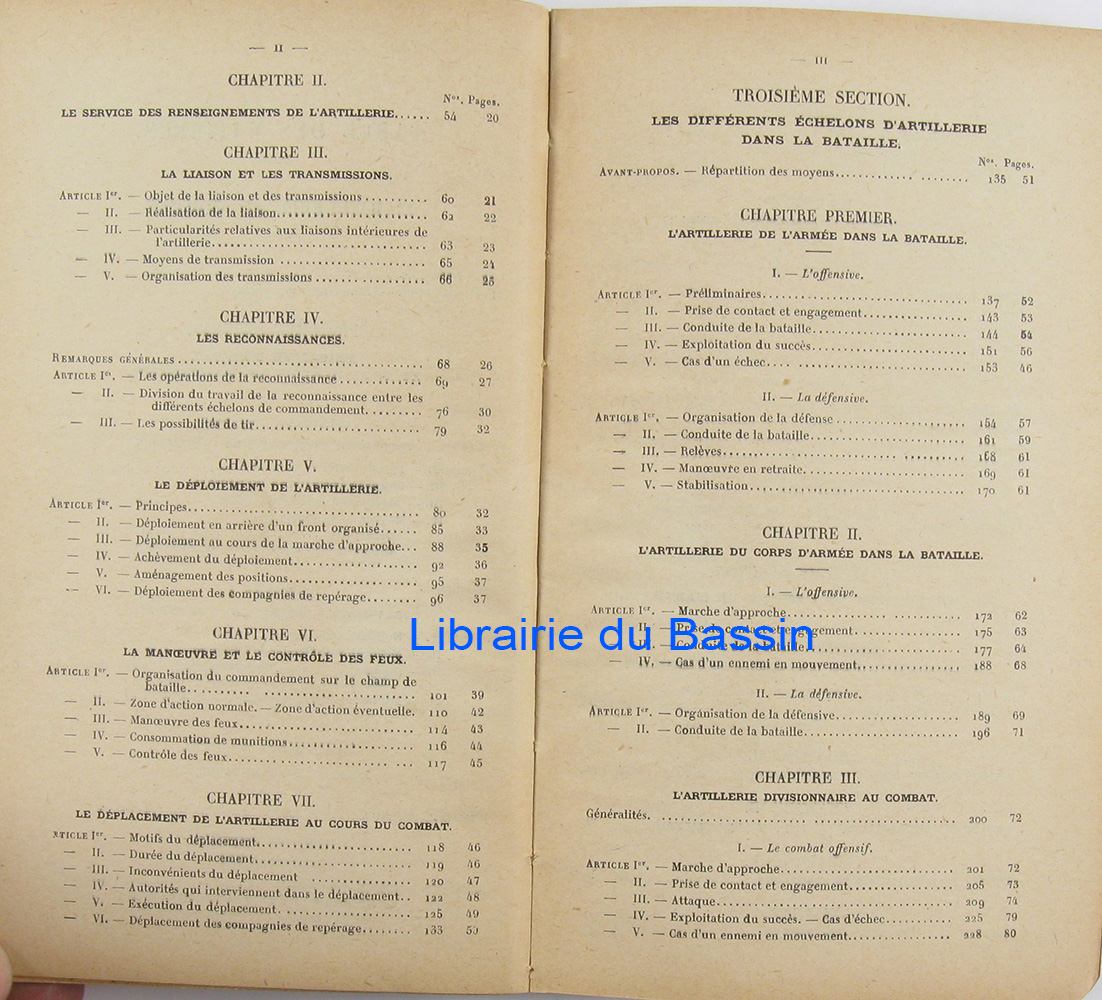 — II —
CHAPITRE II.
Nos. Pages.
LE SERVICE DES RENSEIGNEMENTS DE L'ARTILLERIE...... 54 20
CHAPITRE III.
LA LIAISON ET LES TRANSMISSIONS.
ARTICLE Ier. — Objet de la liaison et des transmissions .......... 60 21
— II. — Réalisation de la liaison........................ 62 22
— III. — Particularités relatives aux liaisons intérieures de
l'artillerie.................................. 63 23
— IV. — Moyens de transmission ...................... 65 24
— V. — Organisation des transmissions ................. 66 25
CHAPITRE IV.
LES RECONNAISSANCES.
REMARQUES GÉNÉRALES .................................... 68 26
ARTICLE Ier. — Les opérations de la reconnaissance ............ 69 27
— II. — Division du travail de la reconnaissance entre les
différents échelons de commandement......... 76 30
— III. — Les possibilités de tir.......................... 79 32
CHAPITRE V.
LE DÉPLOIEMENT DE L'ARTILLERIE.
ARTICLE Ier. — Principes.................................... 80 32
— II. — Déploiement en arrière d'un front organisé...... 85 33
— III. — Déploiement au cours de la marche d'approche... 88 35
— IV. — Achèvement du déploiement.................... 92 36
— V. — Aménagement des positions..................... 95 37
— VI. — Déploiement des compagnies de repérage........ 96 37
CHAPITRE VI.
LA MANŒUVRE ET LE CONTRÔLE DES FEUX.
ARTICLE Ier. — Organisation du commandement sur le champ de
bataille......... ...................... 101 39
— II. — Zone d'action normale. — Zone d'action éventuelle. 110 42
— III. — Manœuvre des feux........................... 114 43
— IV. — Consommation de munitions................... 116 44
— V. — Contrôle des feux....................... ... 117 45
CHAPITRE VII.
LE DÉPLACEMENT DE L'ARTILLERIE AU COURS DU COMBAT.
ARTICLE Ier. — Motifs du déplacement........................ 118 46
— II. — Durée du déplacement......................... 119 46
— III. — Inconvénients du déplacement ................ 120 47
— IV. — Autorités qui interviennent dans le déplacement.. 122 48
— V. — Exécution du déplacement. .................... 125 49
— VI. — Déplacement des compagnies de repérage........ 133 50
— III —
TROISIÈME SECTION.
LES DIFFÉRENTS ÉCHELONS D'ARTILLERIE
DANS LA BATAILLE.
Nos. Pages.
AVANT-PROPOS. — Répartition des moyens............ ........ 135 51
CHAPITRE PREMIER.
L'ARTILLERIE DE L'ARMÉE DANS LA BATAILLE.
I. — L'offensive.
ARTICLE Ier. — Préliminaires................................. 137 52
— II. — Prise de contact et engagement................. 143 53
— III. — Conduite de la bataille......................... 144 54
— IV. — Exploitation du succès......................... 151 56
— V. — Cas d'un échec.... .......................... 153 46
II. — La défensive.
ARTICLE Ier. — Organisation de la défense .................... 154 57
— II. — Conduite de la bataille......................... 161 59
— III. — Relèves....................................... 168 61
— IV. — Manœuvre en retraite.......................... 169 61
— V. — Stabilisation.................................. 170 61
CHAPITRE II.
L'ARTILLERIE DU CORPS D'ARMÉE DANS LA BATAILLE.
I. — L'offensive.
ARTICLE Ier. — Marche d'approche............................ 172 62
— II. — Prise de contact et engagement................. 175 63
— III. — Conduite de la bataille......................... 177 64
— IV. — Cas d'un ennemi en mouvement................. 188 68
II. — La défensive.
ARTICLE Ier. — Organisation de la défensive................... 189 69
— II. — Conduite de la bataille......................... 196 71
CHAPITRE III.
L'ARTILLERIE DIVISIONNAIRE AU COMBAT.
Généralités. ............................................... 200 72
I. — Le combat offensif.
ARTICLE Ier. — Marche d'approche............................ 201 72
— II. — Prise de contact et engagement................. 205 73
— III. — Attaque...................................... 209 74
— IV. — Exploitation du succès. — Cas d'échec........... 225 79
— V. — Cas d'un ennemi en mouvement................. 228 80
Librairie du Bassin